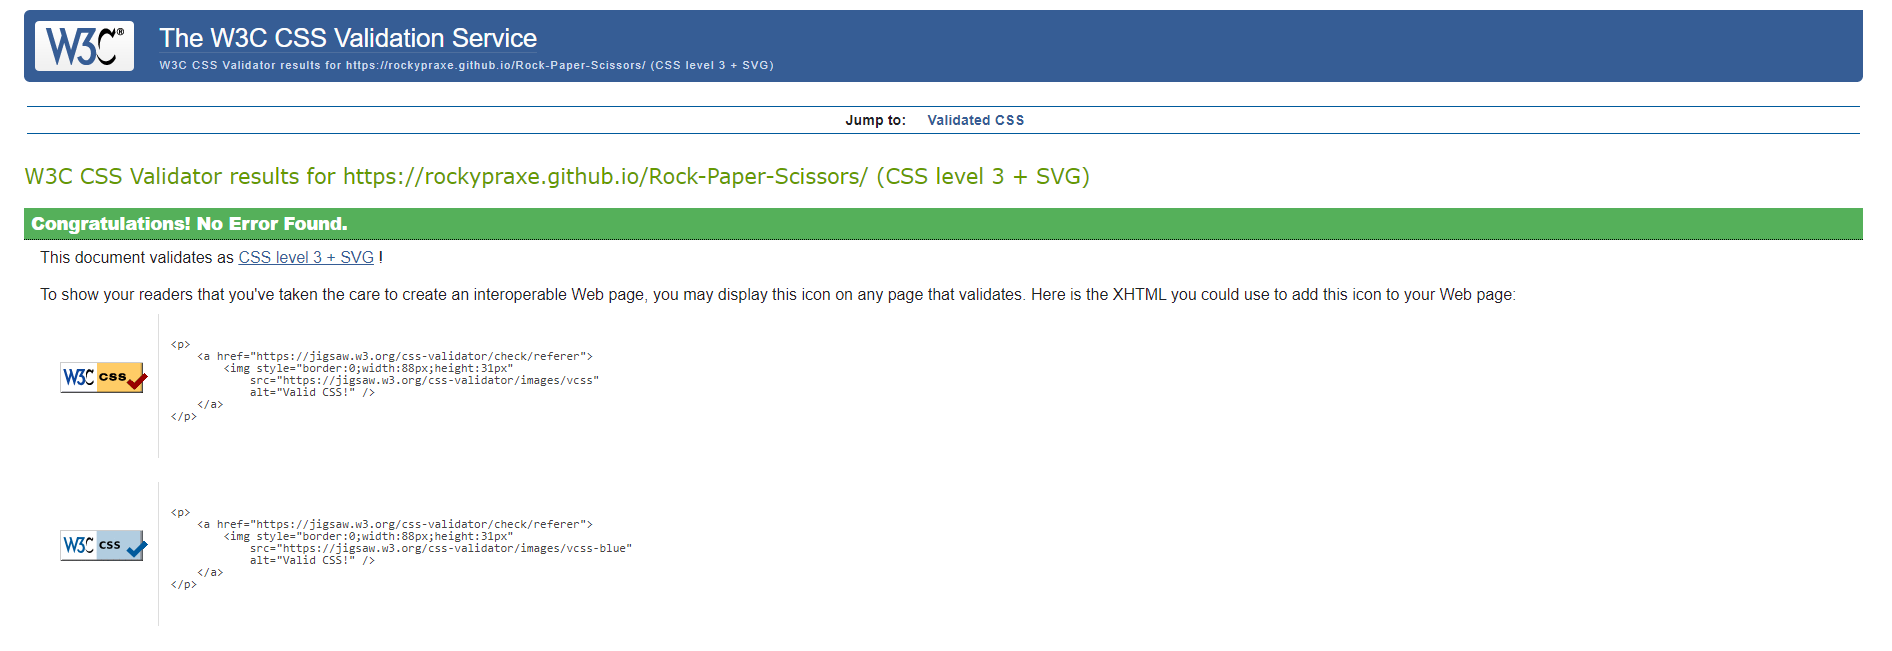 W3C®
The W3C CSS Validation Service
W3C CSS Validator results for https://rockypraxe.github.io/Rock-Paper-Scissors/ (CSS level 3 + SVG)
Jump to: Validated CSS
W3C CSS Validator results for https://rockypraxe.github.io/Rock-Paper-Scissors/ (CSS level 3 + SVG)
Congratulations! No Error Found.
This document validates as CSS level 3 + SVG !
To show your readers that you've taken the care to create an interoperable Web page, you may display this icon on any page that validates. Here is the XHTML you could use to add this icon to your Web page:
W3C css
<p>
<a href="https://jigsaw.w3.org/css-validator/check/referer">
<img style="border:0;width:88px;height:31px"
src="https://jigsaw.w3.org/css-validator/images/vcss"
alt="Valid CSS!" />
</a>
</p>
W3C css
<p>
<a href="https://jigsaw.w3.org/css-validator/check/referer">
<img style="border:0;width:88px;height:31px"
src="https://jigsaw.w3.org/css-validator/images/vcss-blue"
alt="Valid CSS!" />
</a>
</p>